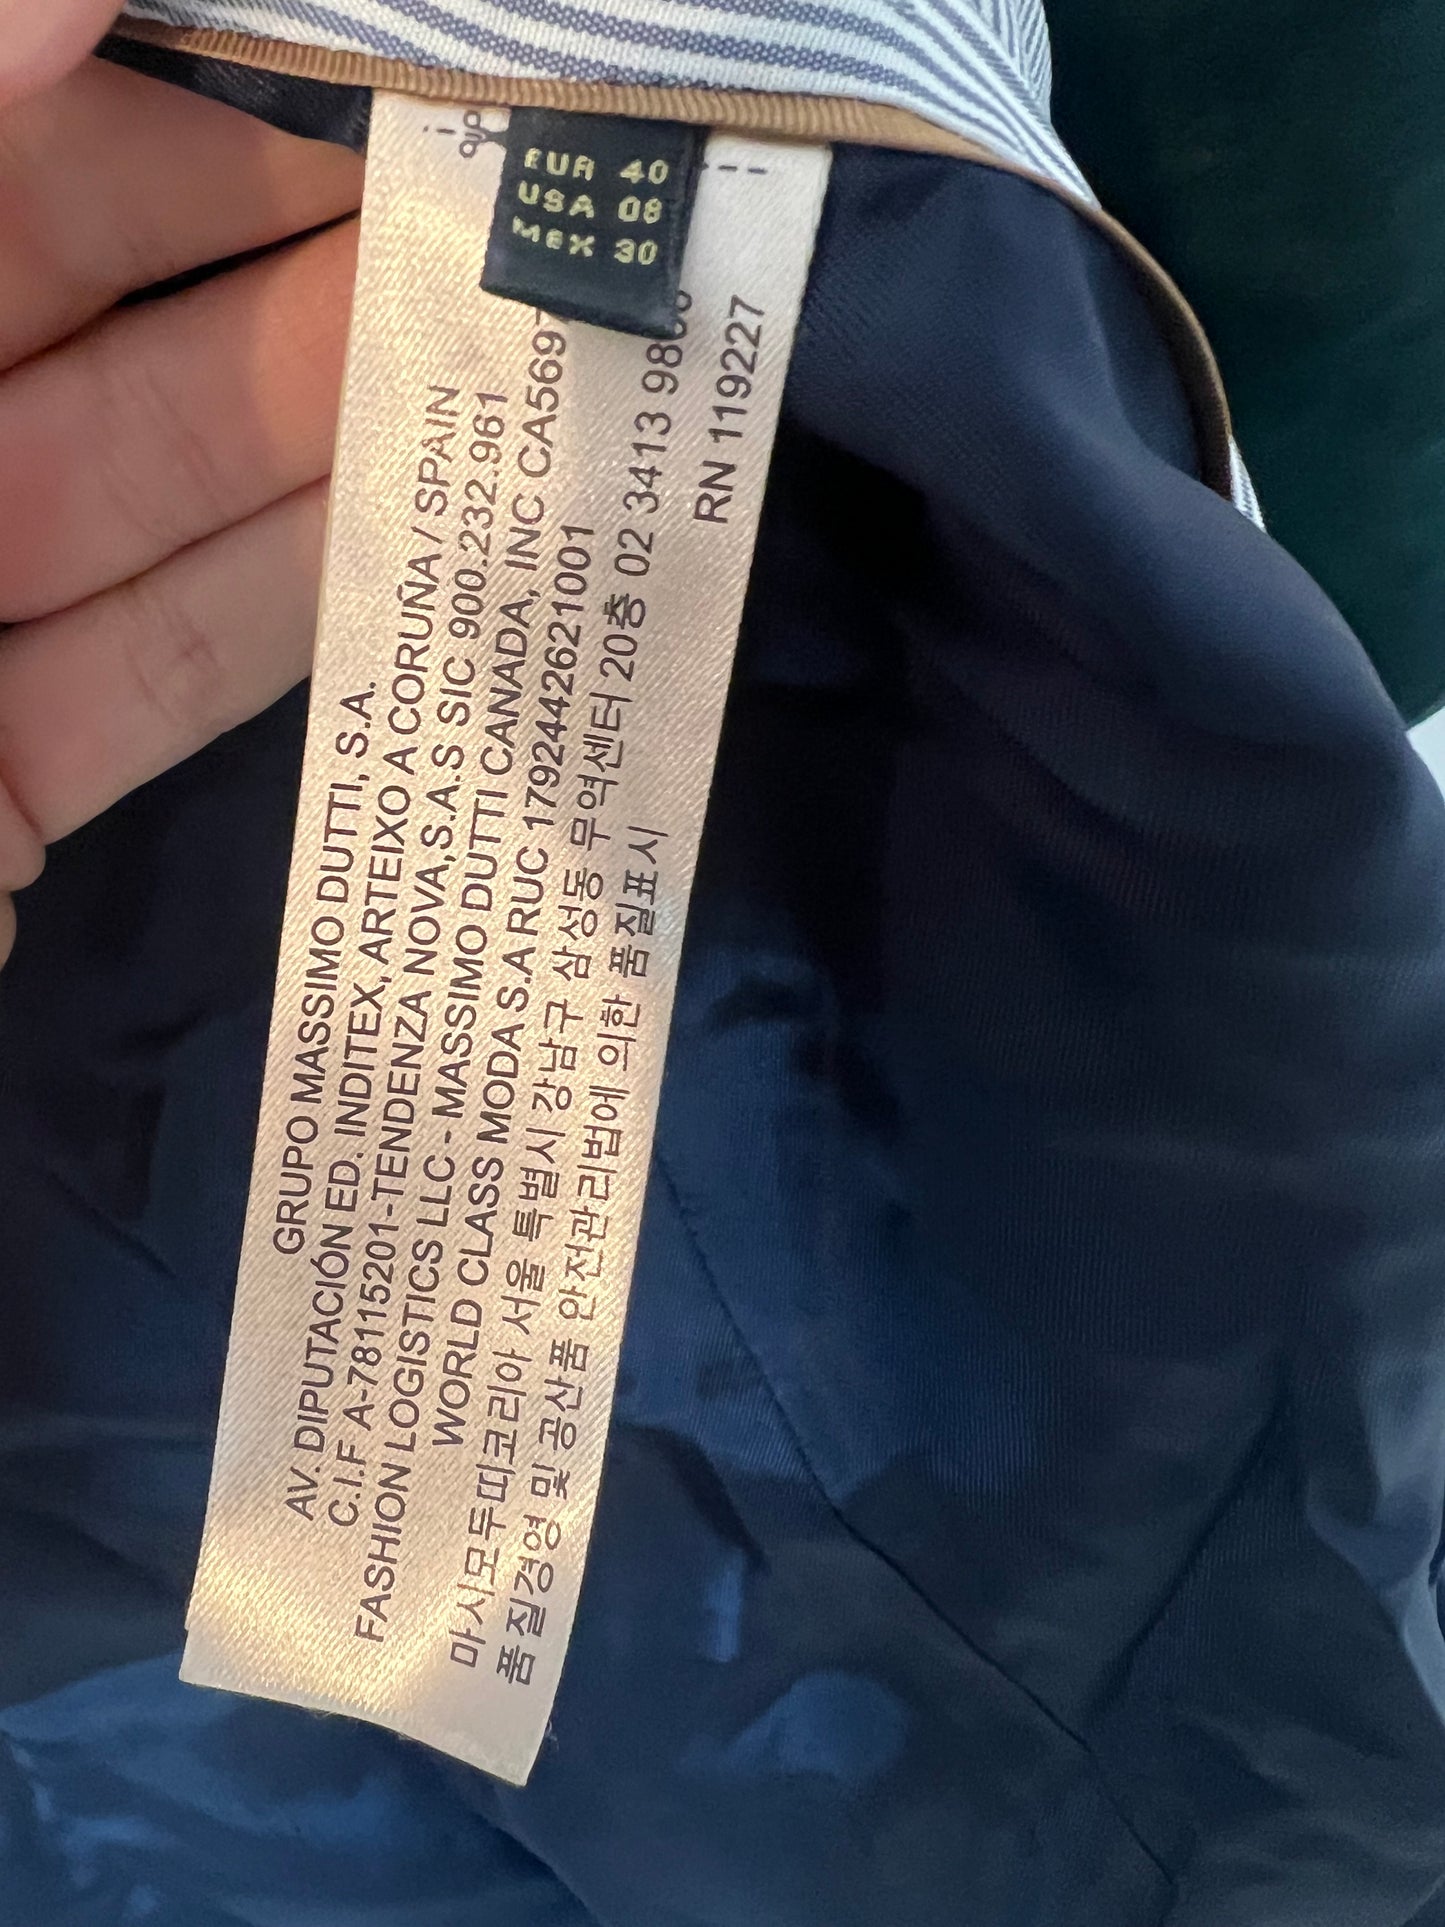 EUR 40
USA 08
MEX 30
GRUPO MASSIMO DUTTI, S.A.
AV. DIPUTACIÓN ED. INDITEX, ARTEIXO A CORUÑA / SPAIN
C.I.F A-78115201-TENDENZA NOVA,S.A.S SIC 900.232.961
FASHION LOGISTICS LLC - MASSIMO DUTTI CANADA, INC
WORLD CLASS MODA S.A RUC 1792442621001
마시모두띠코리아 서울 특별시 강남구 삼성동 무역센터 20층 02 3413
품질경영 및 공산품 안전관리법에 의한 품질표시
RN 119227